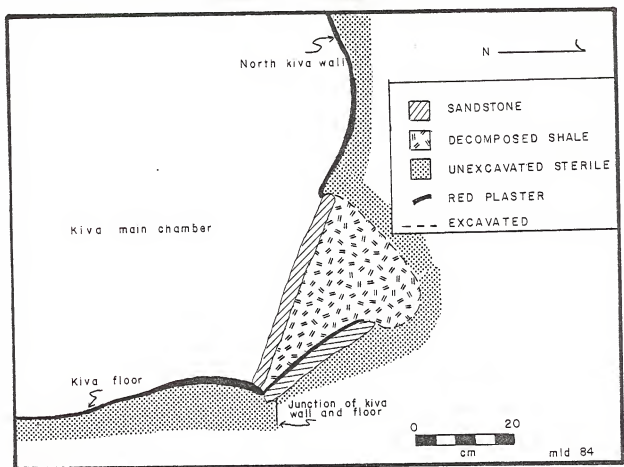 North kiva wall
N
SANDSTONE
DECOMPOSED SHALE
UNEXCAVATED STERILE
RED PLASTER
EXCAVATED
Kiva main chamber
Kiva floor
Junction of kiva
wall and floor
0 20
cm
mld 84